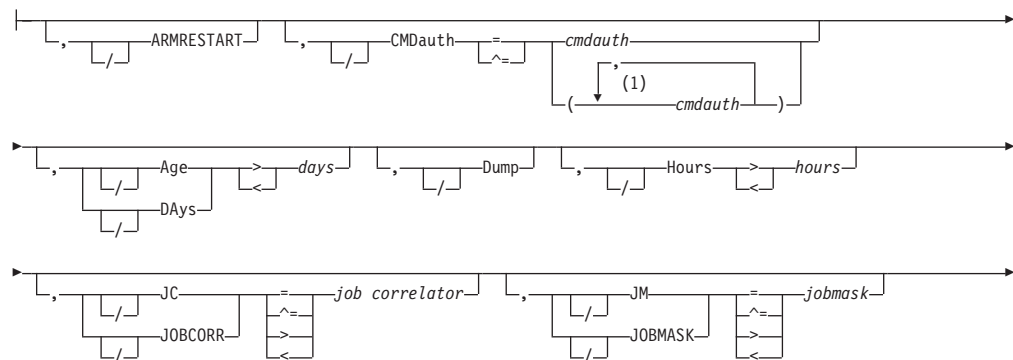 , / ARMRESTART , / CMDauth = cmdauth
^=
,
(1)
( cmdauth )
, / Age > days , / Dump , / Hours > hours
/ DAys < <
, / JC = job correlator , / JM = jobmask
^= ^=
/ JOBCORR > / JOBMASK >
< <